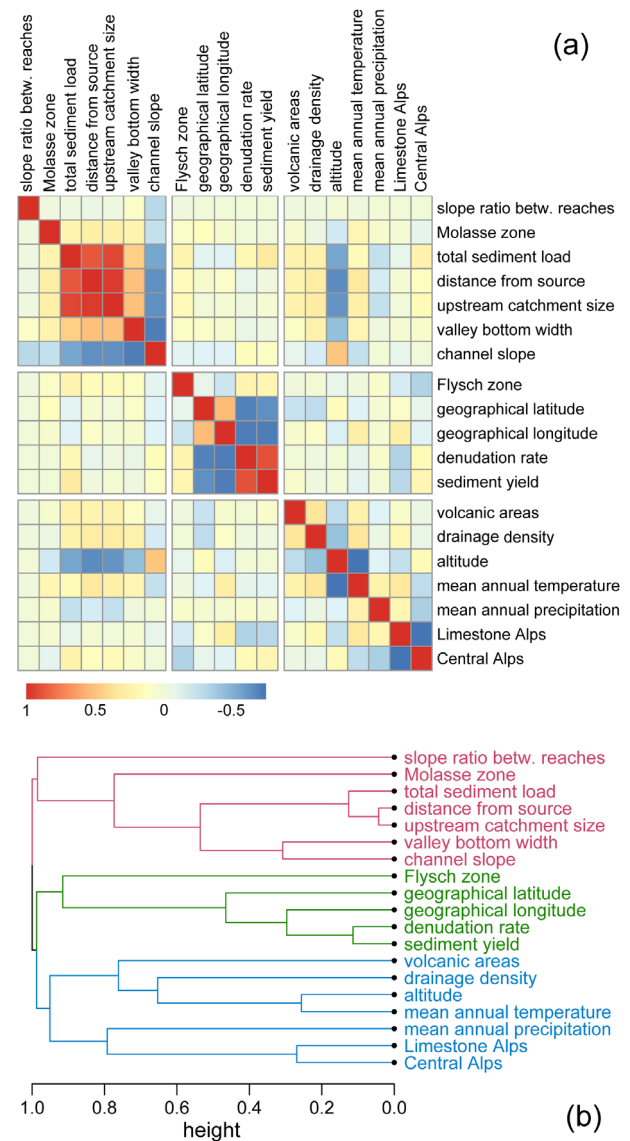 (a)
slope ratio betw. reaches
Molasse zone
total sediment load
distance from source
upstream catchment size
valley bottom width
channel slope
Flysch zone
geographical latitude
geographical longitude
denudation rate
sediment yield
volcanic areas
drainage density
altitude
mean annual temperature
mean annual precipitation
Limestone Alps
Central Alps
slope ratio betw. reaches
Molasse zone
total sediment load
distance from source
upstream catchment size
valley bottom width
channel slope
Flysch zone
geographical latitude
geographical longitude
denudation rate
sediment yield
volcanic areas
drainage density
altitude
mean annual temperature
mean annual precipitation
Limestone Alps
Central Alps
1 0.5 0 -0.5
slope ratio betw. reaches
Molasse zone
total sediment load
distance from source
upstream catchment size
valley bottom width
channel slope
Flysch zone
geographical latitude
geographical longitude
denudation rate
sediment yield
volcanic areas
drainage density
altitude
mean annual temperature
mean annual precipitation
Limestone Alps
Central Alps
1.0 0.8 0.6 0.4 0.2 0.0
height
(b)